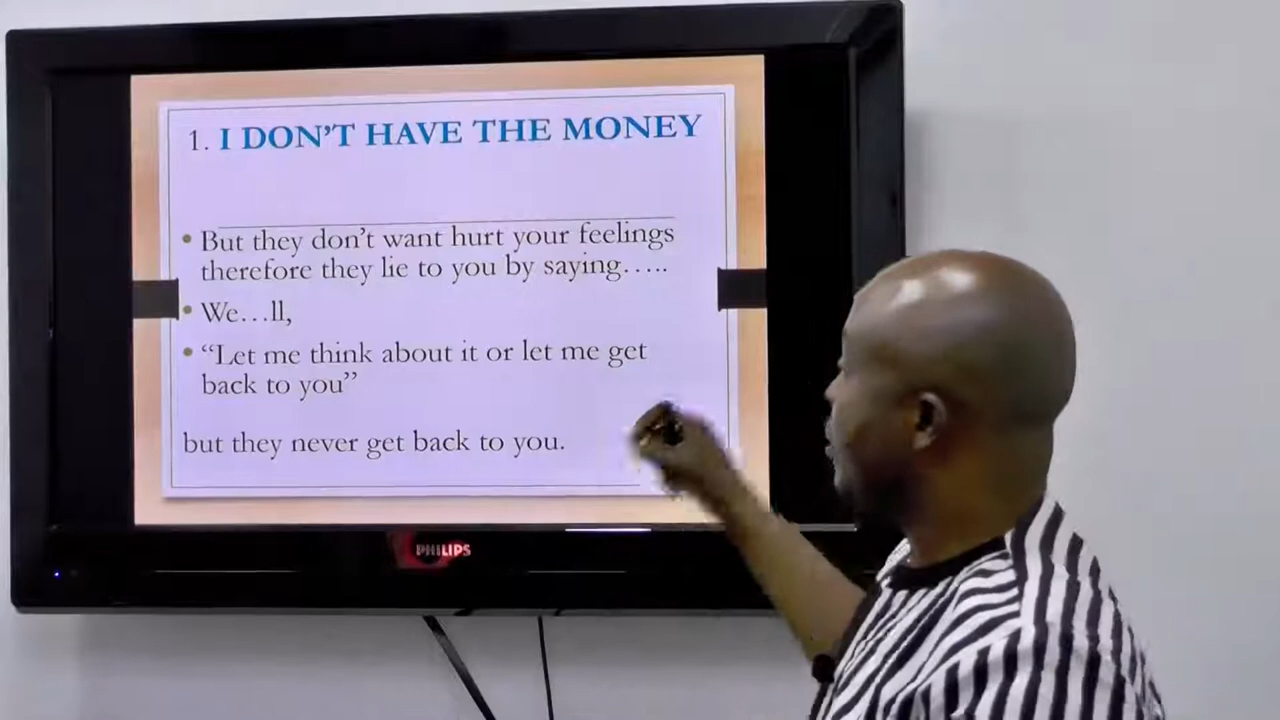 1. I DON'T HAVE THE MONEY
• But they don't want hurt your feelings
therefore they lie to you by saying…..
• We…ll,
• “Let me think about it or let me get
back to you”
but they never get back to you.
PHILIPS